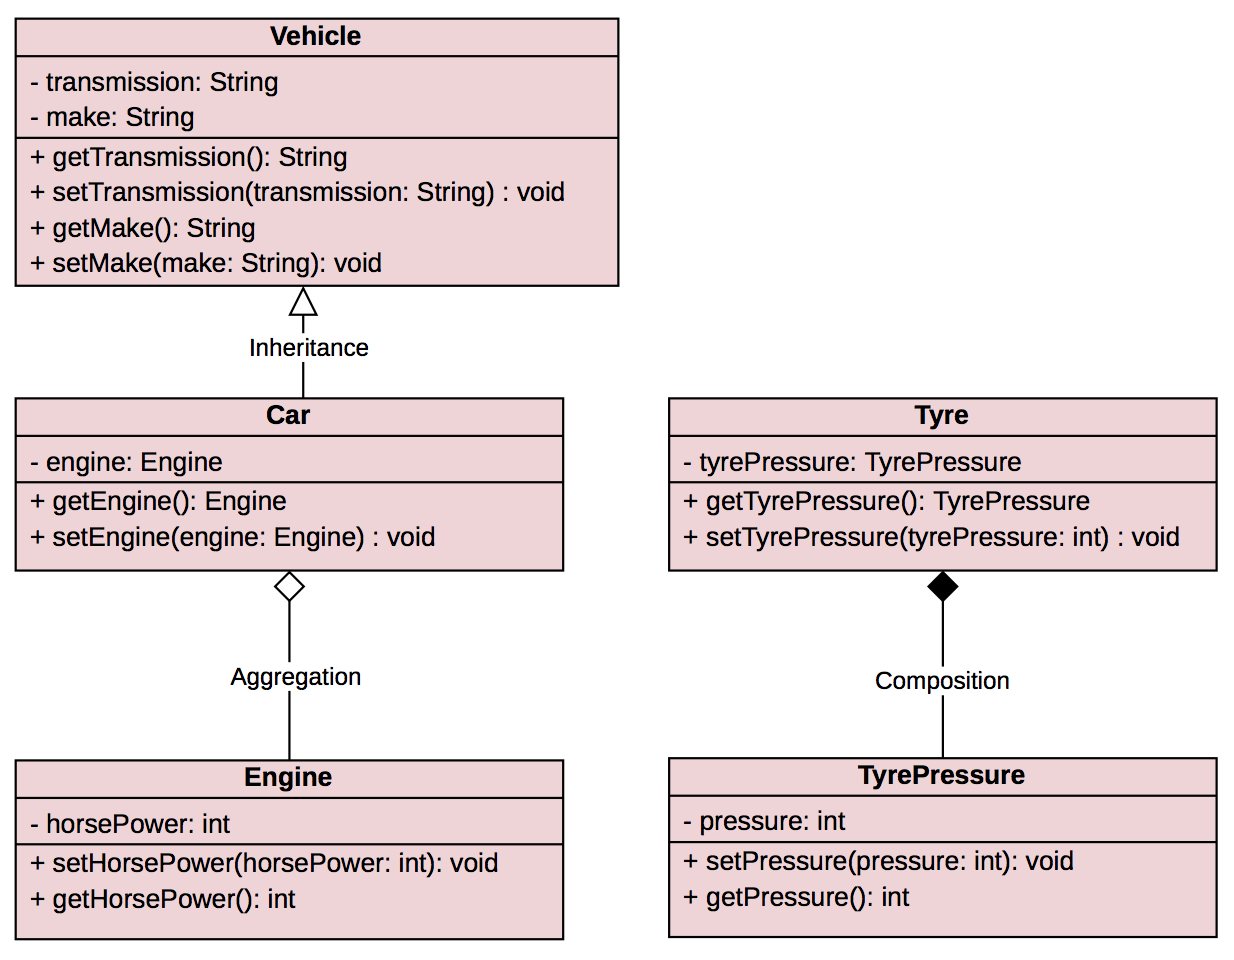 Vehicle
- transmission: String
- make: String
+ getTransmission(): String
+ setTransmission(transmission: String) : void
+ getMake(): String
+ setMake(make: String): void
Inheritance
Car
- engine: Engine
+ getEngine(): Engine
+ setEngine(engine: Engine) : void
Aggregation
Engine
- horsePower: int
+ setHorsePower(horsePower: int): void
+ getHorsePower(): int
Tyre
- tyrePressure: TyrePressure
+ getTyrePressure(): TyrePressure
+ setTyrePressure(tyrePressure: int) : void
Composition
TyrePressure
- pressure: int
+ setPressure(pressure: int): void
+ getPressure(): int